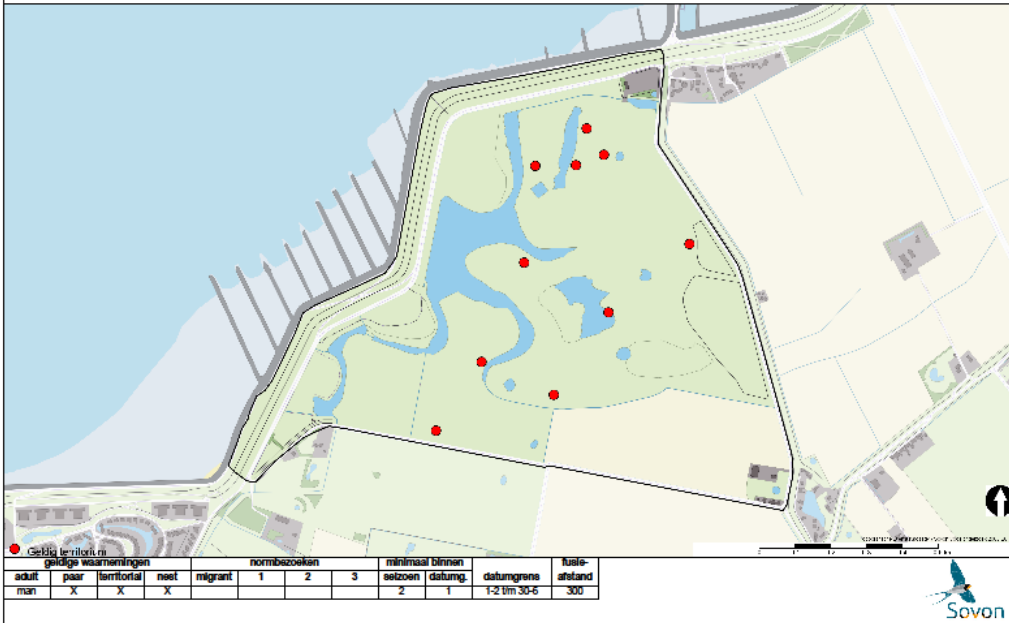 Geldig territorium
geldige waarnemingen normbezoeken minimaal binnen fusie-
adult paar territorial nest migrant 1 2 3 seizoen datumg. datumgrens afstand
man X X X 2 1 1-2 t/m 30-6 300
Sovon